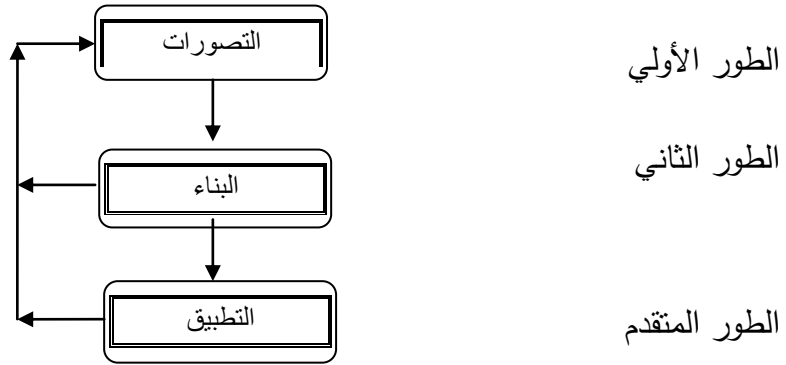 الطور الأولي
التصورات
الطور الثاني
البناء
الطور المتقدم
التطبيق